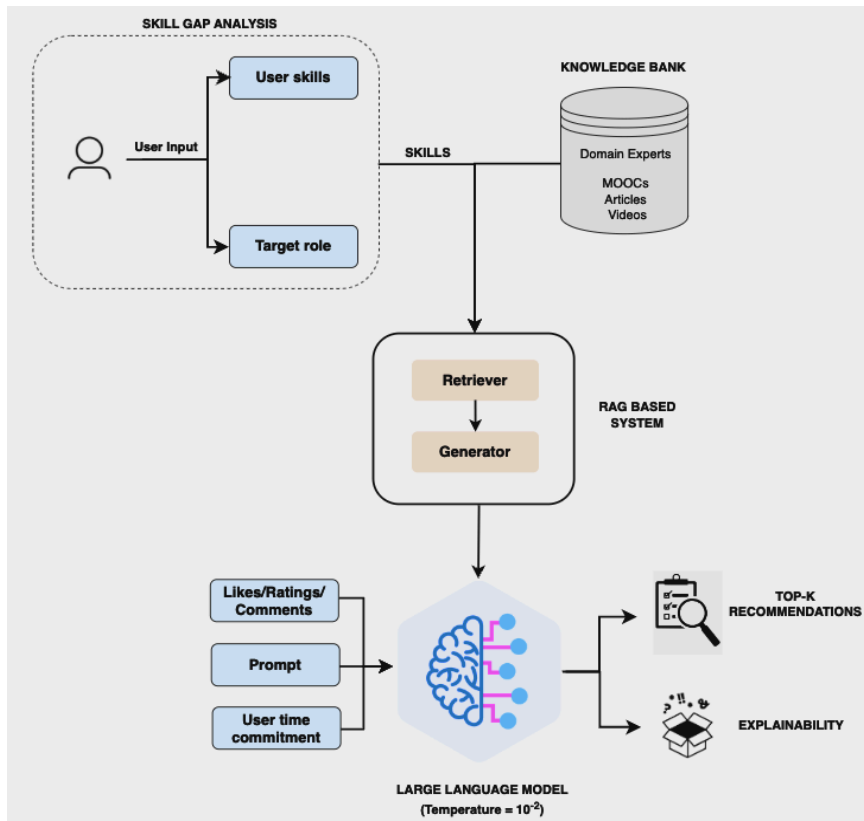 SKILL GAP ANALYSIS
User skills
User Input
Target role
SKILLS
KNOWLEDGE BANK
Domain Experts
MOOCs
Articles
Videos
Retriever
Generator
RAG BASED
SYSTEM
Likes/Ratings/
Comments
Prompt
User time
commitment
LARGE LANGUAGE MODEL
(Temperature = 10⁻²)
?*!!*&
TOP-K
RECOMMENDATIONS
EXPLAINABILITY